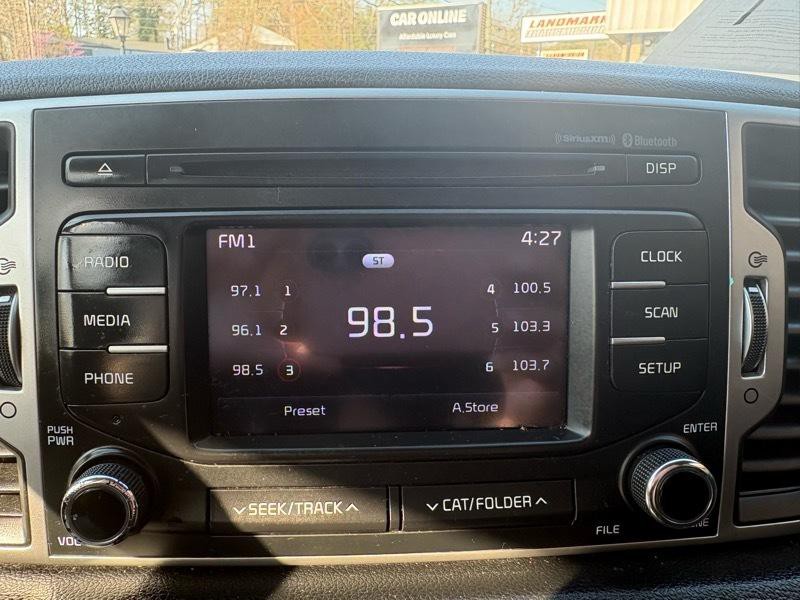 CAR ONLINE
Affordable Luxury Cars
LANDMARK
TRANSMISSION
SiriusXM Bluetooth
DISP
FM1 4:27
ST
RADIO
MEDIA
PHONE
97.1 1
96.1 2
98.5 3
98.5
4 100.5
5 103.3
6 103.7
Preset A.Store
CLOCK
SCAN
SETUP
PUSH
PWR
VOL
SEEK/TRACK
CAT/FOLDER
ENTER
FILE